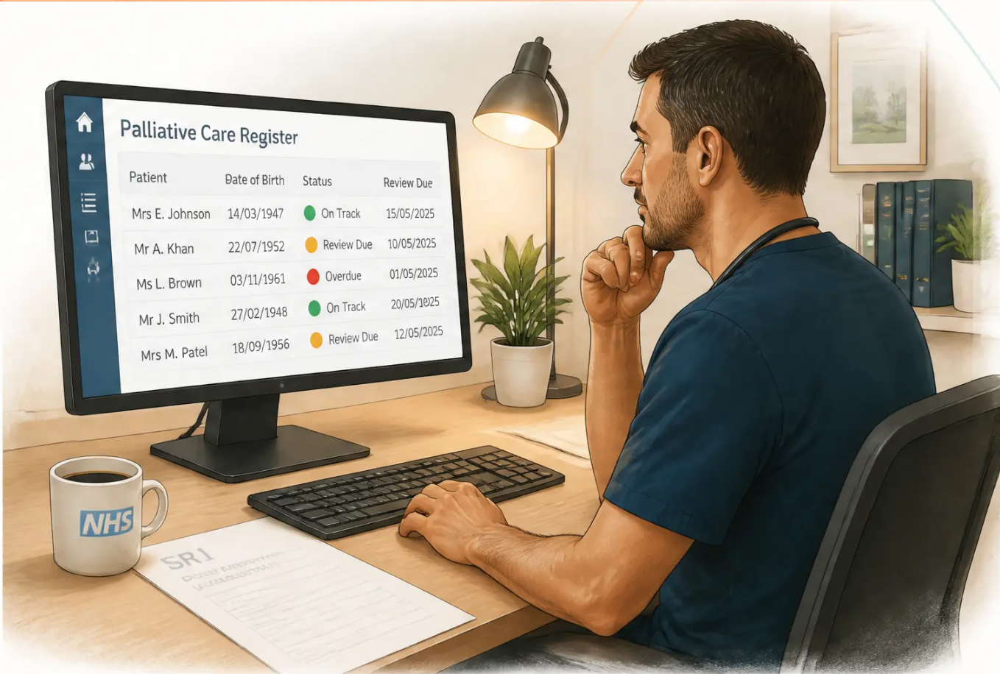 Palliative Care Register
Patient Date of Birth Status Review Due
Mrs E. Johnson 14/03/1947 On Track 15/05/2025
Mr A. Khan 22/07/1952 Review Due 10/05/2025
Ms L. Brown 03/11/1961 Overdue 01/05/2025
Mr J. Smith 27/02/1948 On Track
Mrs M. Patel 18/09/1956 Review Due 12/05/2025
NHS
SR1